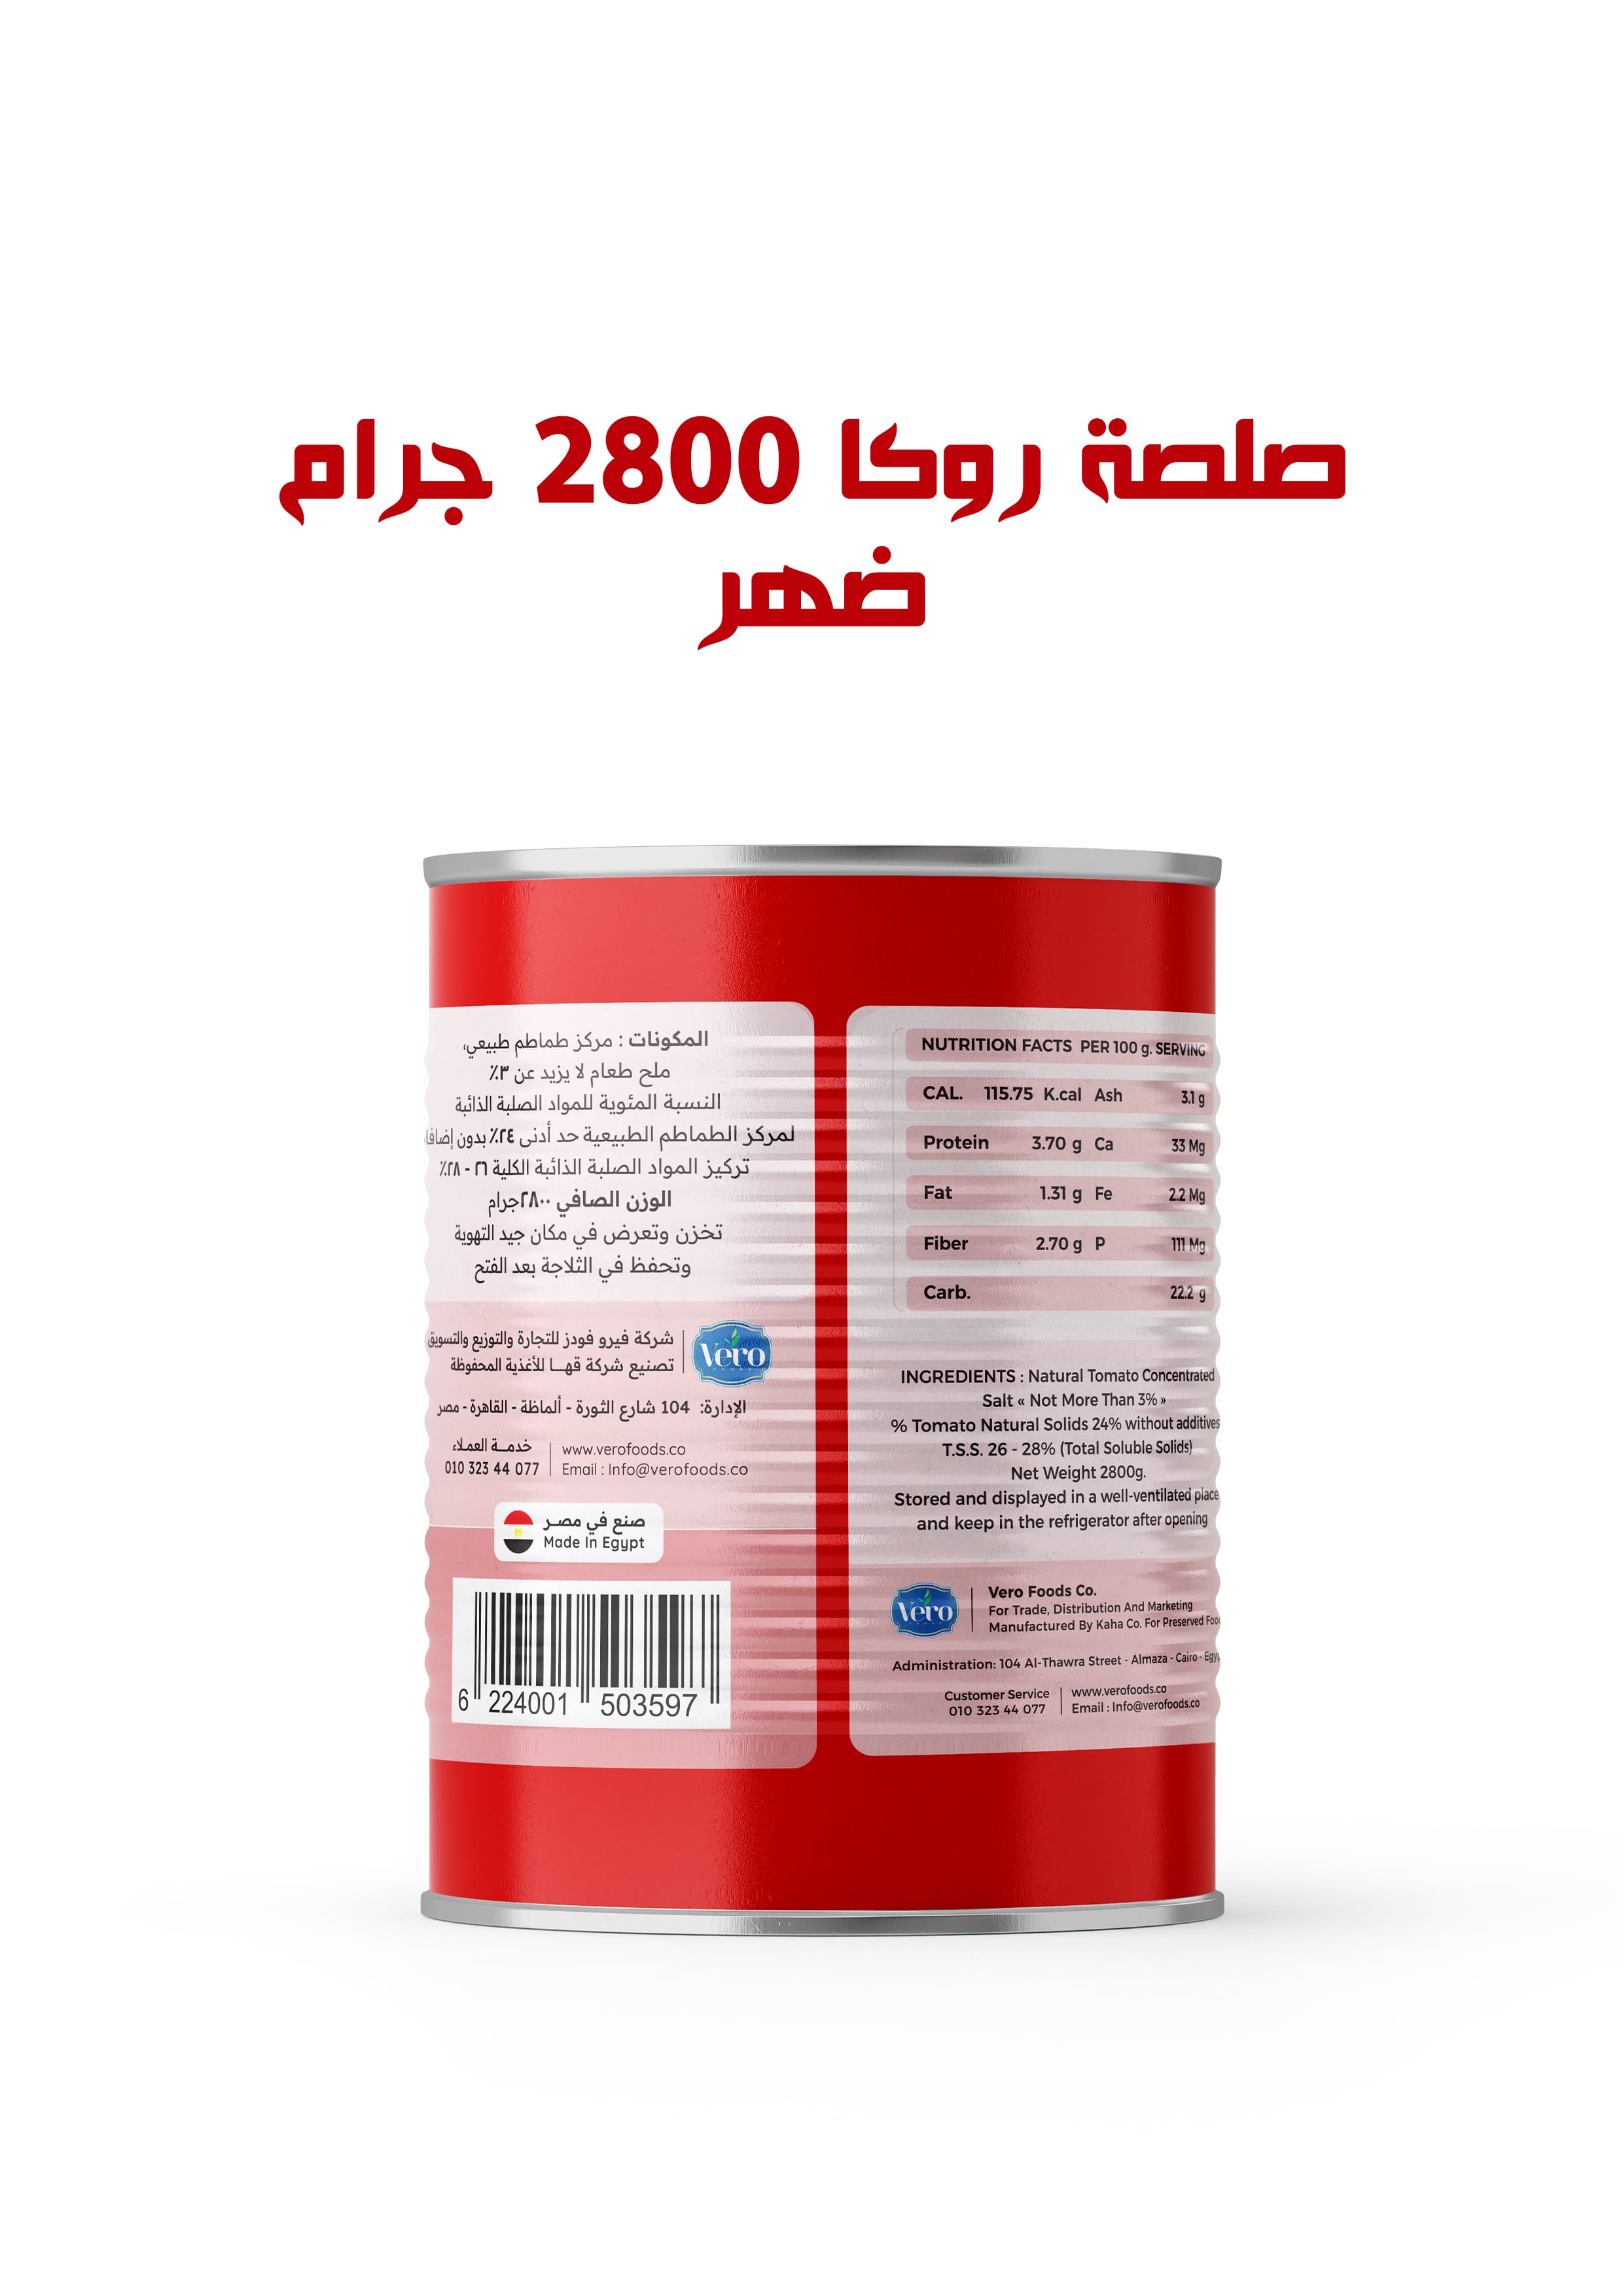 صلصة روكا 2800 جرام
ضهر
المكونات : مركز طماطم طبيعي،
ملح طعام لا يزيد عن ٣٪
النسبة المئوية للمواد الصلبة الذائبة
لمركز الطماطم الطبيعية حد أدنى ٢٤٪ بدون
تركيز المواد الصلبة الذائبة الكلية ٢٦ - ٢٨٪
الوزن الصافي ٢٨٠٠جرام
تخزن وتعرض في مكان جيد التهوية
وتحفظ في الثلاجة بعد الفتح
Vero
شركة فيرو فودز للتجارة والتوزيع والتسويق
تصنيع شركة قهــا للأغذية المحفوظة
الإدارة: 104 شارع الثورة - ألماظة - القاهرة - مصر
خدمــة العمـلاء
010 323 44 077
www.verofoods.co
Email : Info@verofoods.co
صنع في مصـر
Made In Egypt
6 224001 503597
NUTRITION FACTS PER 100 g. SERVING
CAL. 115.75 K.cal Ash 3.1 g
Protein 3.70 g Ca 33 Mg
Fat 1.31 g Fe 2.2 Mg
Fiber 2.70 g P 111 Mg
Carb. 22.2 g
INGREDIENTS : Natural Tomato Concentrated
Salt « Not More Than 3% »
% Tomato Natural Solids 24% without additives
T.S.S. 26 - 28% (Total Soluble Solids)
Net Weight 2800g.
Stored and displayed in a well-ventilated place
and keep in the refrigerator after opening
Vero
Vero Foods Co.
For Trade, Distribution And Marketing
Manufactured By Kaha Co. For Preserved
Administration: 104 Al-Thawra Street - Almaza - Cairo -
Customer Service
010 323 44 077
www.verofoods.co
Email : Info@verofoods.co